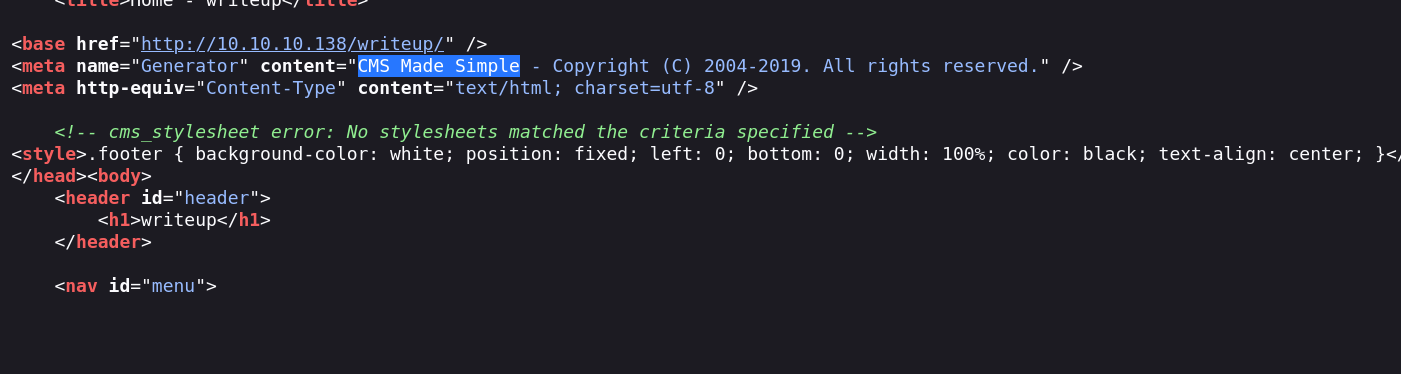 <title>Home - writeup</title>
<base href="http://10.10.10.138/writeup/" />
<meta name="Generator" content="CMS Made Simple - Copyright (C) 2004-2019. All rights reserved." />
<meta http-equiv="Content-Type" content="text/html; charset=utf-8" />
<!-- cms_stylesheet error: No stylesheets matched the criteria specified -->
<style>.footer { background-color: white; position: fixed; left: 0; bottom: 0; width: 100%; color: black; text-align: center; }</
</head><body>
<header id="header">
<h1>writeup</h1>
</header>
<nav id="menu">